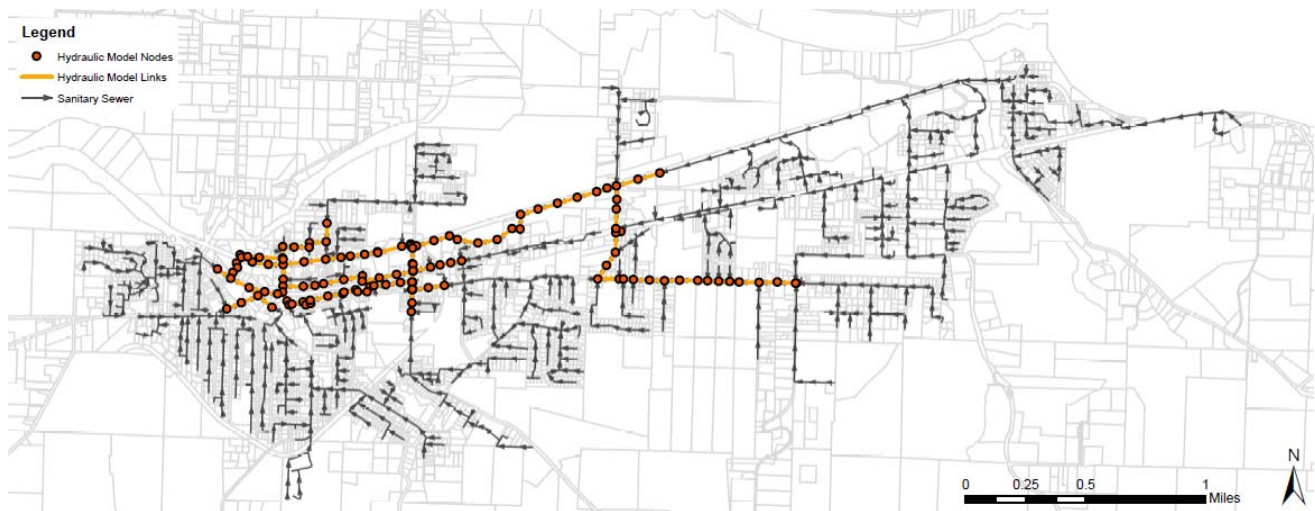 Legend
Hydraulic Model Nodes
Hydraulic Model Links
Sanitary Sewer
N
0 0.25 0.5 1
Miles